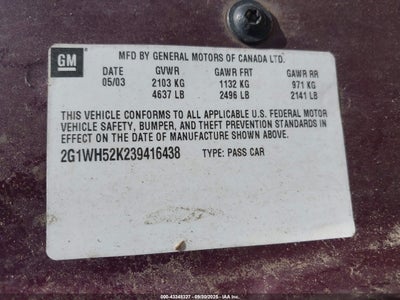 GM
MFD BY GENERAL MOTORS OF CANADA LTD.
DATE GVWR GAWR FRT GAWR RR
05/03 2103 KG 1132 KG 971 KG
4637 LB 2496 LB 2141 LB
THIS VEHICLE CONFORMS TO ALL APPLICABLE U.S. FEDERAL MOTOR
VEHICLE SAFETY, BUMPER, AND THEFT PREVENTION STANDARDS IN
EFFECT ON THE DATE OF MANUFACTURE SHOWN ABOVE.
2G1WH52K239416438 TYPE: PASS CAR
000-43348337 - 09/30/2025 - IAAI.COM